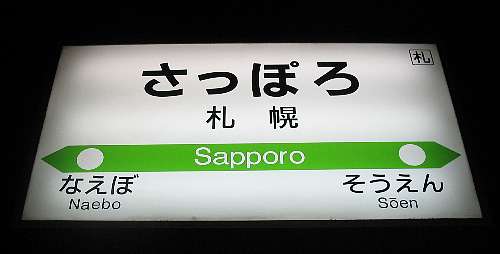 札
さっぽろ
札幌
Sapporo
なえぼ そうえん
Naebo Sōen